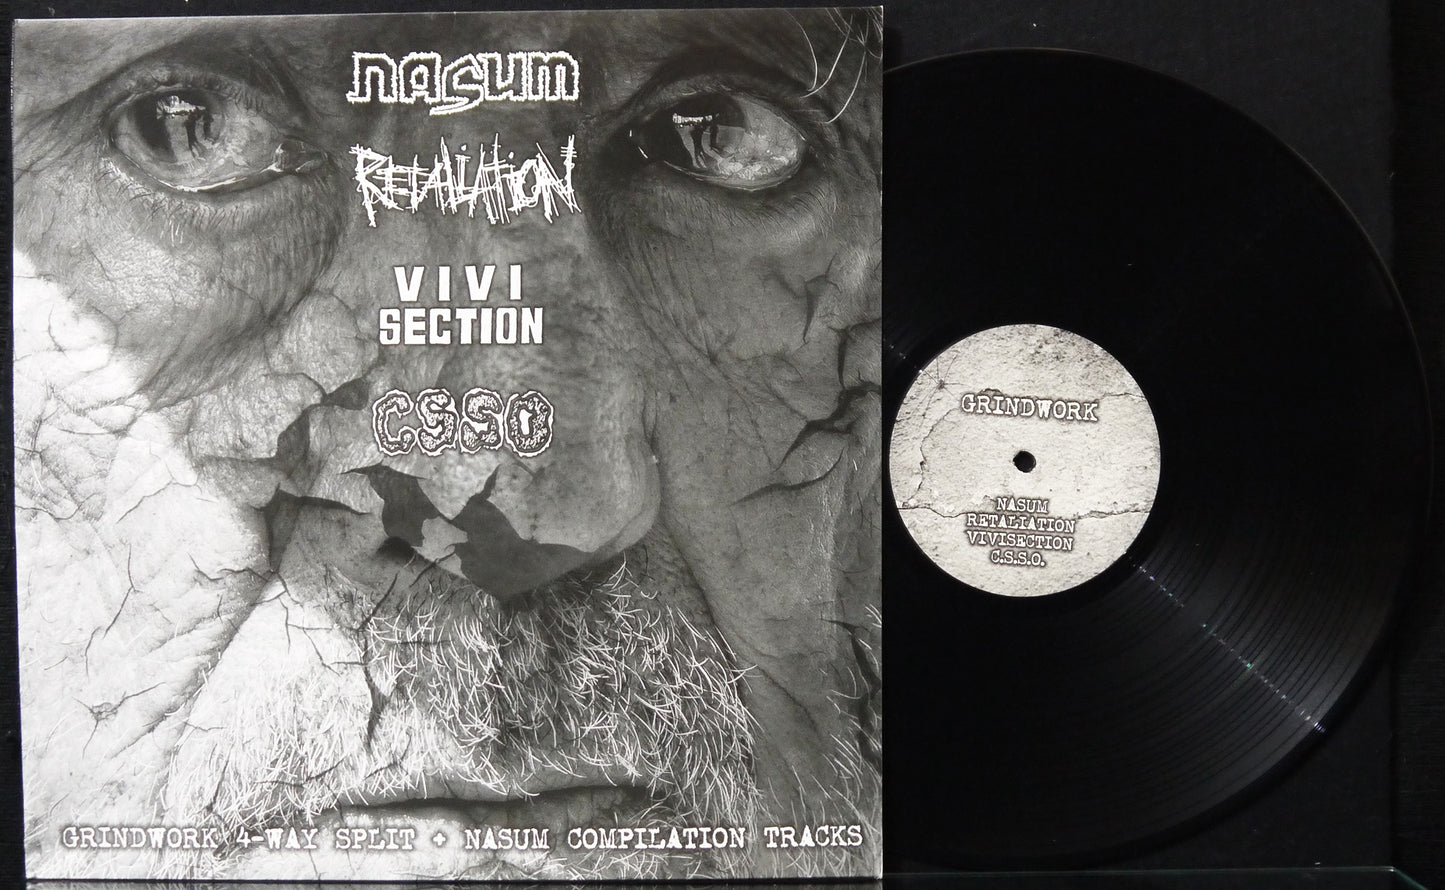 nasum
RETALIATION
VIVI
SECTION
CSSO
GRINDWORK 4-WAY SPLIT + NASUM COMPILATION TRACKS
GRINDWORK
NASUM
RETALIATION
VIVISECTION
C.S.S.O.